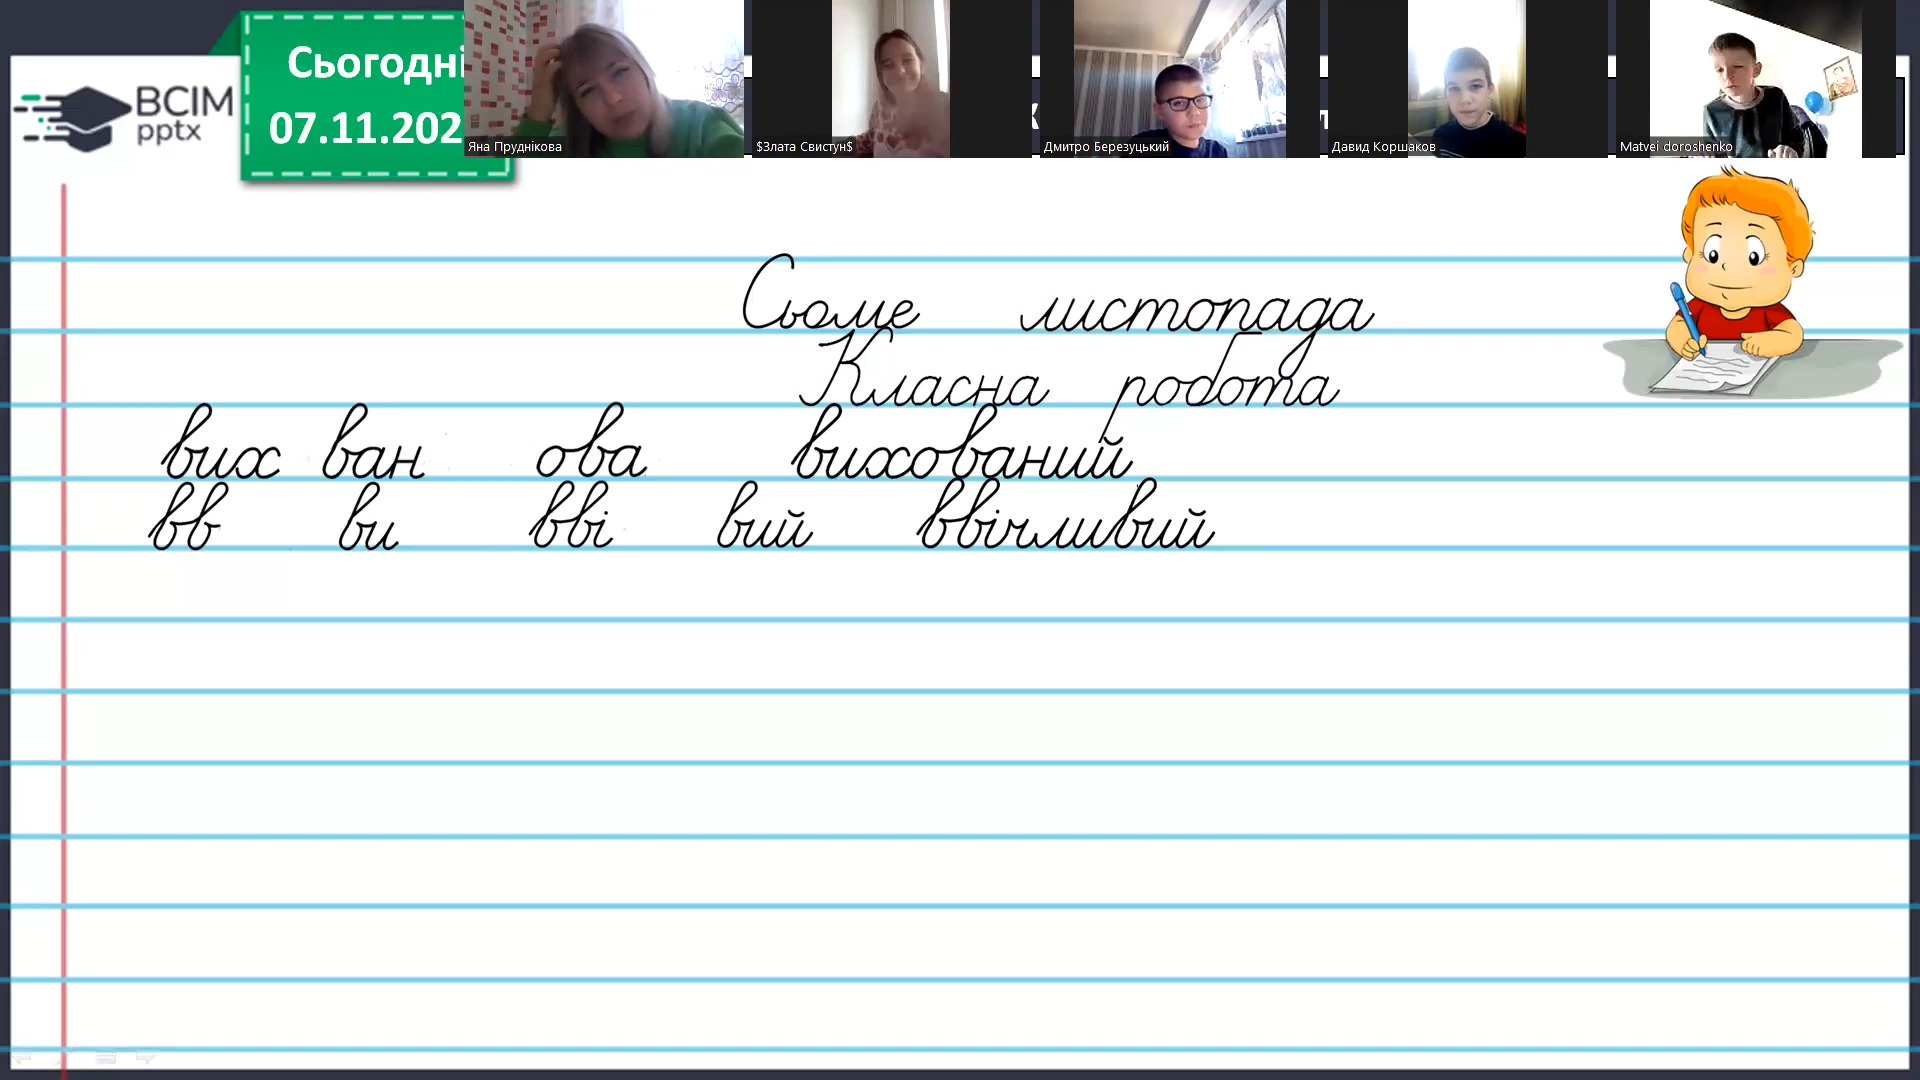 Сьогодні
07.11.202
ВСІМ
pptx
Яна Пруднікова
$Злата Свистун$
Дмитро Березуцький
Давид Коршаков
Matvei doroshenko
Сьоме листопада
Класна робота
вих ван ова вихований
вв ви вві вий ввічливий